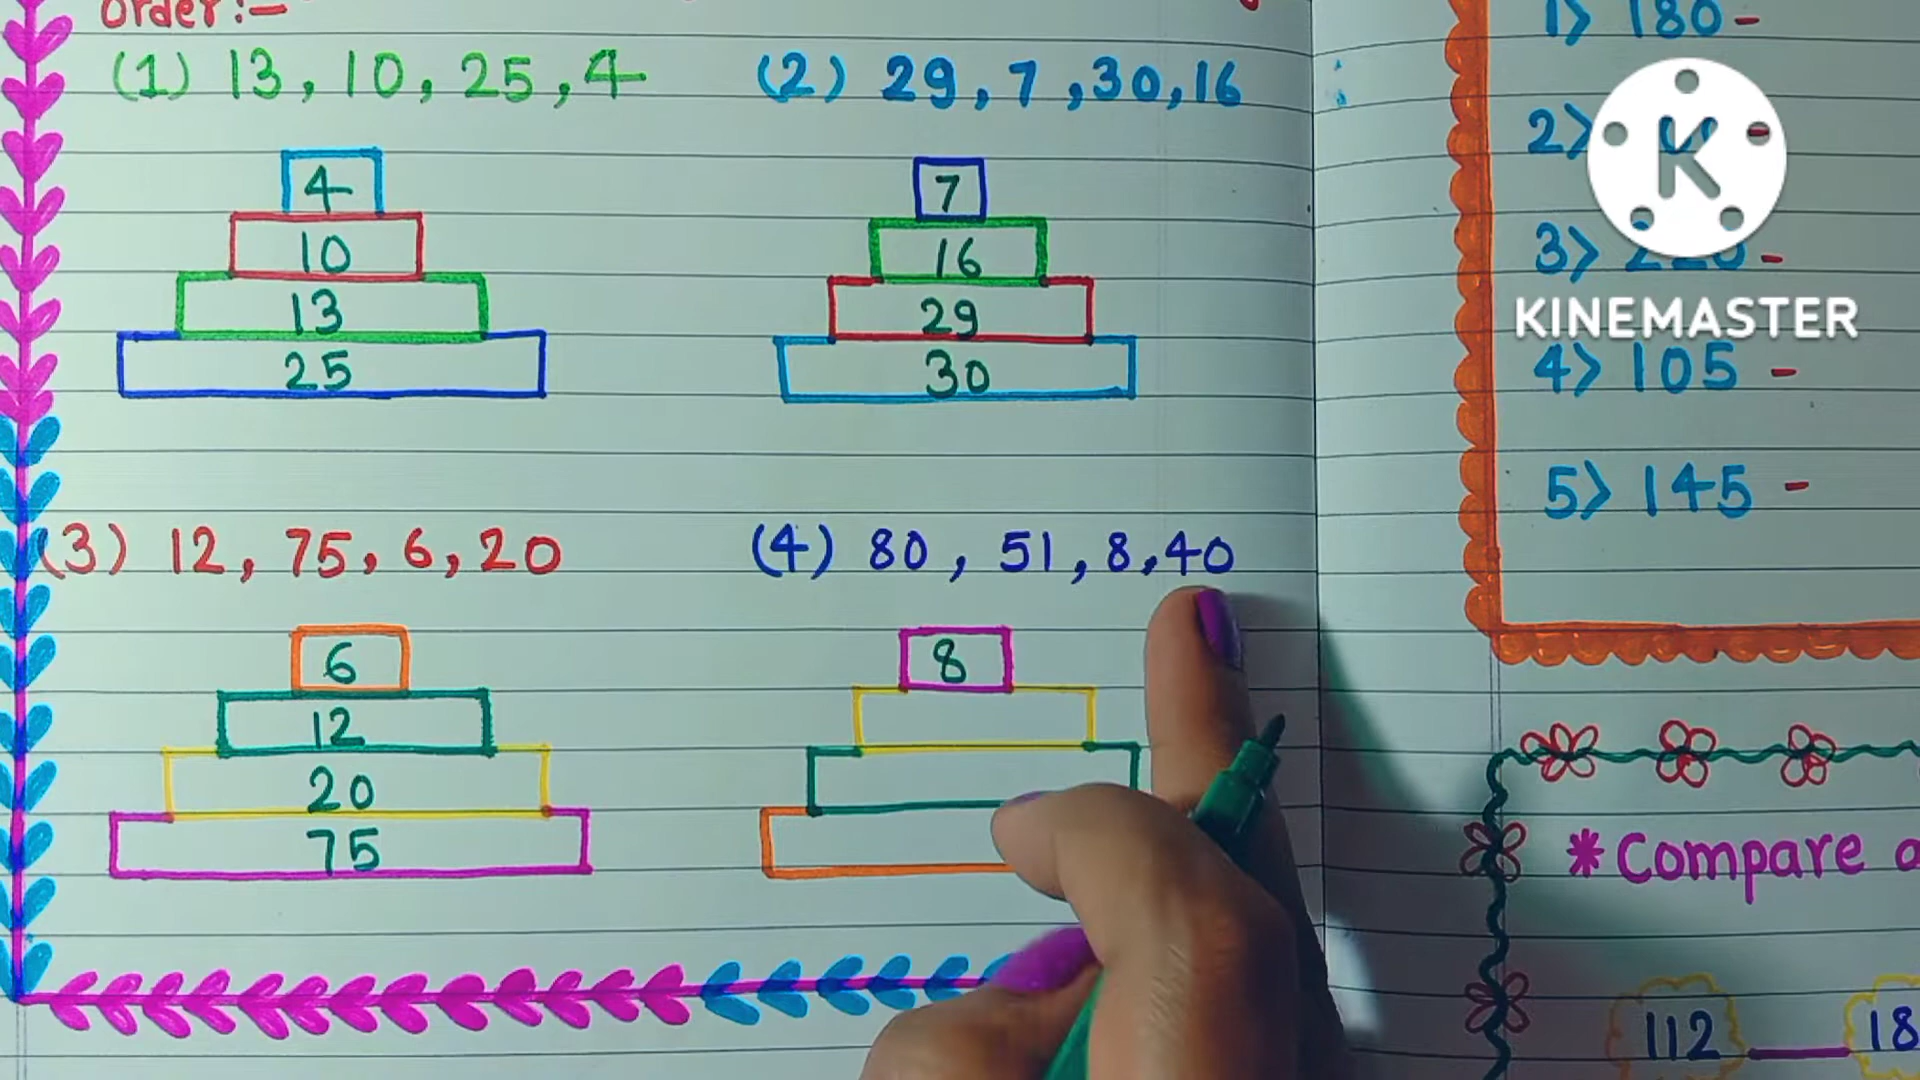 order:-
(1) 13, 10, 25, 4
4
10
13
25
(2) 29, 7, 30, 16
7
16
29
30
(3) 12, 75, 6, 20
6
12
20
75
(4) 80, 51, 8, 40
8
1> 180 -
2>
3> 220 -
4> 105 -
5> 145 -
K
KINEMASTER
*Compare a
112 ___ 18